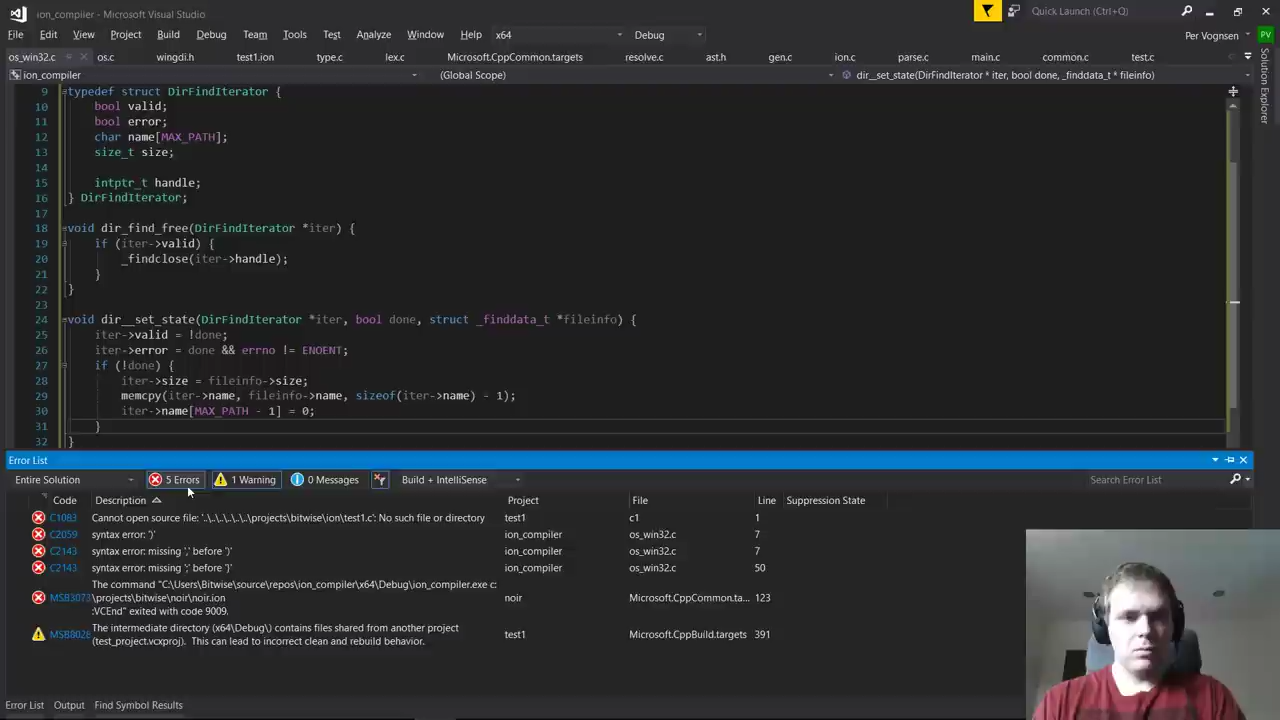 ion_compiler - Microsoft Visual Studio
Quick Launch (Ctrl+Q)
File Edit View Project Build Debug Team Tools Test Analyze Window Help x64 Debug
Per Vognsen PV
os_win32.c os.c wingdi.h test1.ion type.c lex.c Microsoft.CppCommon.targets resolve.c ast.h gen.c ion.c parse.c main.c common.c test.c
ion_compiler (Global Scope) dir__set_state(DirFindIterator * iter, bool done, _finddata_t * fileinfo)
Solution Explorer
9 typedef struct DirFindIterator {
10 bool valid;
11 bool error;
12 char name[MAX_PATH];
13 size_t size;
14
15 intptr_t handle;
16 } DirFindIterator;
17
18 void dir_find_free(DirFindIterator *iter) {
19 if (iter->valid) {
20 _findclose(iter->handle);
21 }
22 }
23
24 void dir__set_state(DirFindIterator *iter, bool done, struct _finddata_t *fileinfo) {
25 iter->valid = !done;
26 iter->error = done && errno != ENOENT;
27 if (!done) {
28 iter->size = fileinfo->size;
29 memcpy(iter->name, fileinfo->name, sizeof(iter->name) - 1);
30 iter->name[MAX_PATH - 1] = 0;
31 }
32 }
Error List
Entire Solution 5 Errors 1 Warning 0 Messages Build + IntelliSense Search Error List
Code Description Project File Line Suppression State
C1083 Cannot open source file: '..\..\..\..\..\projects\bitwise\ion\test1.c': No such file or directory test1 c1 1
C2059 syntax error: ')' ion_compiler os_win32.c 7
C2143 syntax error: missing ',' before ')' ion_compiler os_win32.c 7
C2143 syntax error: missing ';' before '}' ion_compiler os_win32.c 50
The command "C:\Users\Bitwise\source\repos\ion_compiler\x64\Debug\ion_compiler.exe c:
MSB3073 \projects\bitwise\noir\noir.ion noir Microsoft.CppCommon.ta... 123
:VCEnd" exited with code 9009.
The intermediate directory (x64\Debug\) contains files shared from another project
MSB8028 (test_project.vcxproj). This can lead to incorrect clean and rebuild behavior. test1 Microsoft.CppBuild.targets 391
Error List Output Find Symbol Results